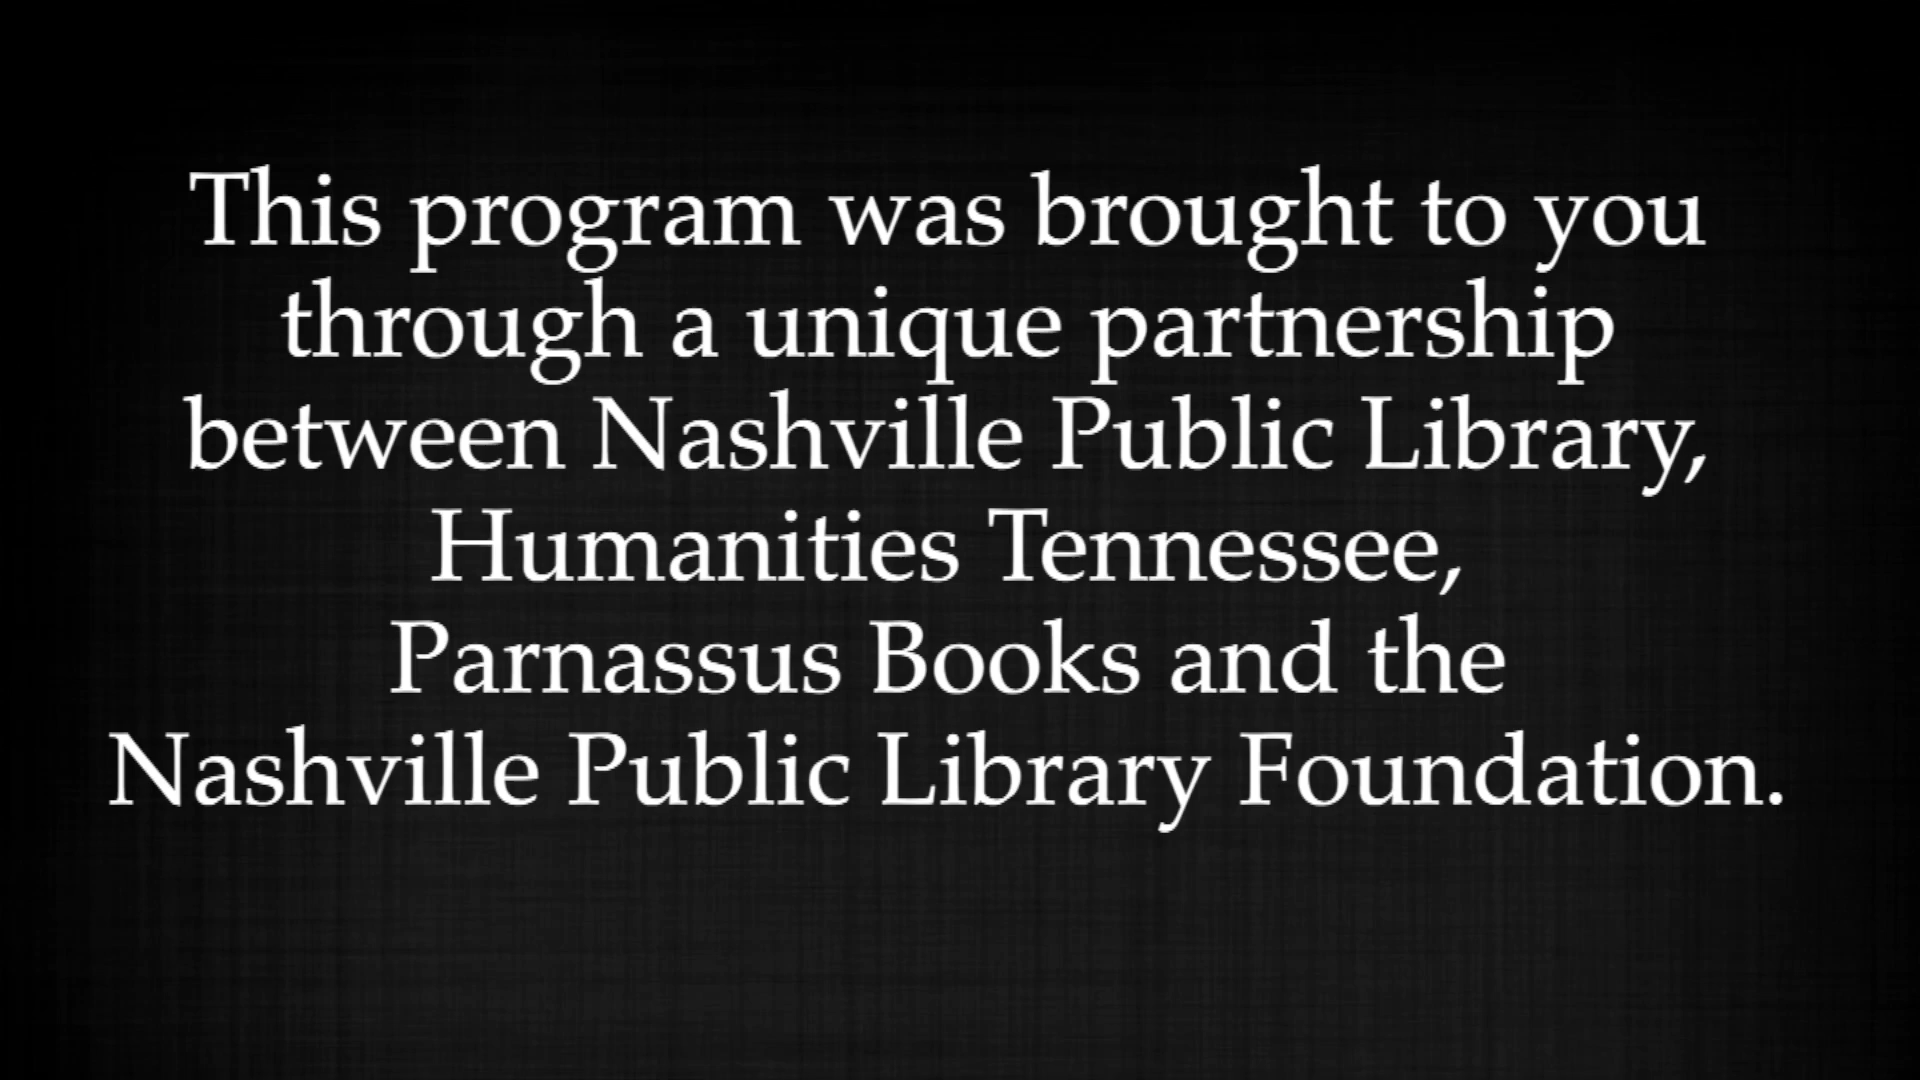 This program was brought to you
through a unique partnership
between Nashville Public Library,
Humanities Tennessee,
Parnassus Books and the
Nashville Public Library Foundation.